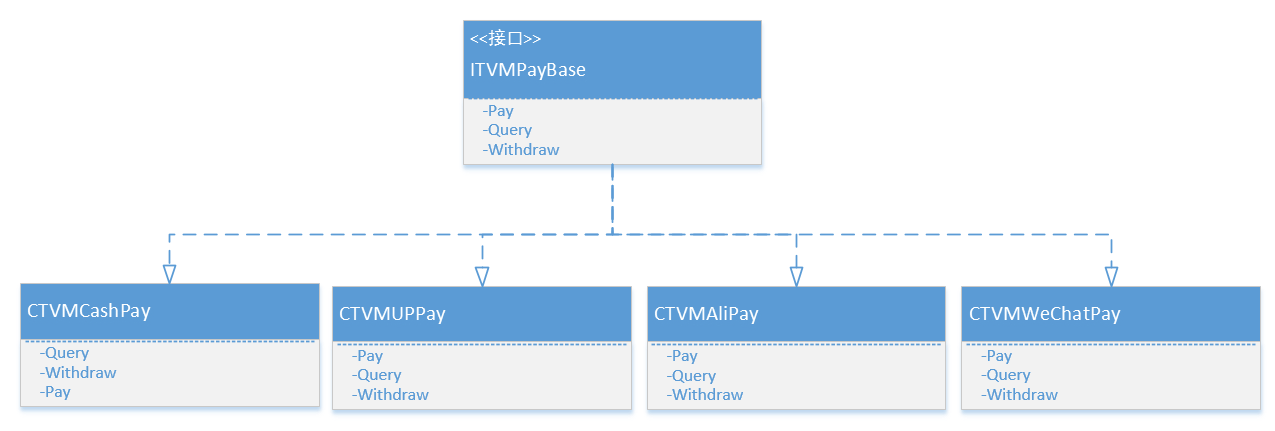 <<接口>>
ITVMPayBase
-Pay
-Query
-Withdraw
CTVMCashPay
-Query
-Withdraw
-Pay
CTVMUPPay
-Pay
-Query
-Withdraw
CTVMAliPay
-Pay
-Query
-Withdraw
CTVMWeChatPay
-Pay
-Query
-Withdraw